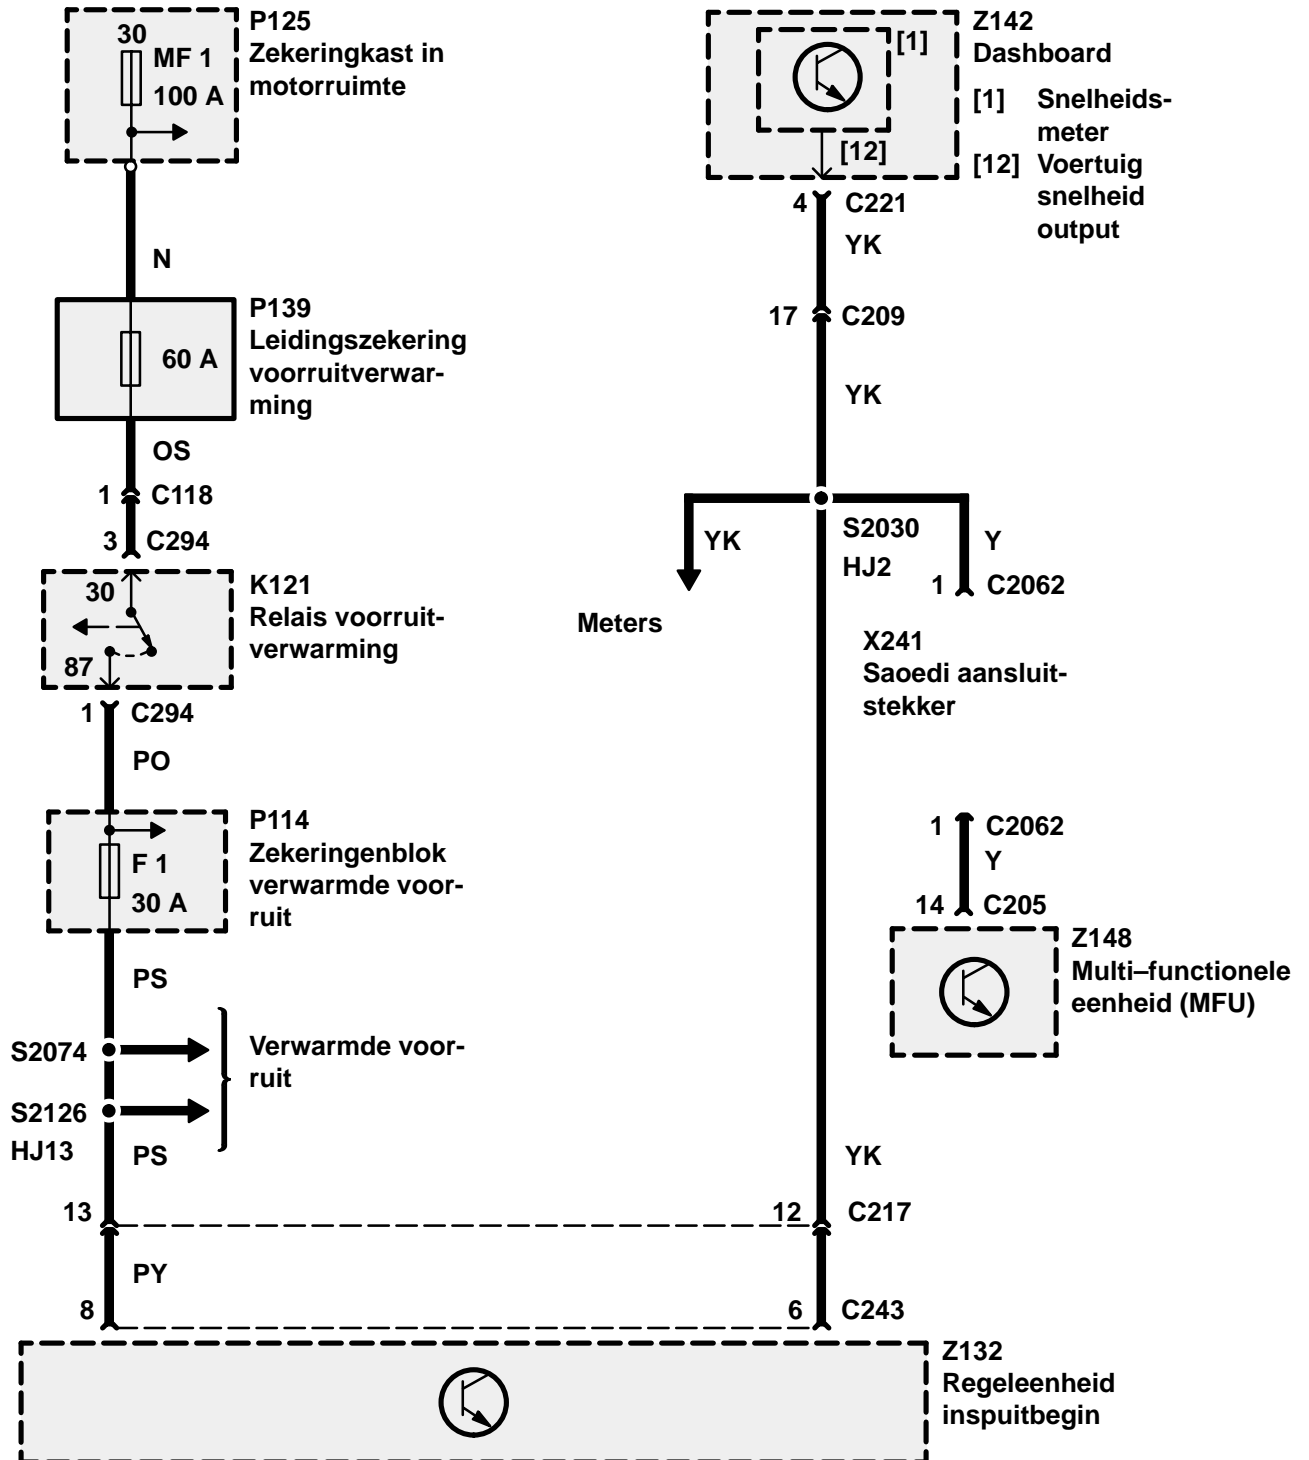 30
MF 1
100 A
P125
Zekeringkast in
motorruimte
N
P139
Leidingszekering
voorruitverwar-
ming
60 A
OS
1 C118
3 C294
30
87
K121
Relais voorruit-
verwarming
1 C294
PO
F 1
30 A
P114
Zekeringenblok
verwarmde voor-
ruit
PS
S2074
S2126
HJ13
Verwarmde voor-
ruit
PS
13
PY
8
Z142
Dashboard
[1]
[12]
[1] Snelheids-
meter
[12] Voertuig
snelheid
output
4 C221
YK
17 C209
YK
YK
Meters
S2030
HJ2
Y
1 C2062
X241
Saoedi aansluit-
stekker
1 C2062
Y
14 C205
Z148
Multi–functionele
eenheid (MFU)
YK
12 C217
6 C243
Z132
Regeleenheid
inspuitbegin